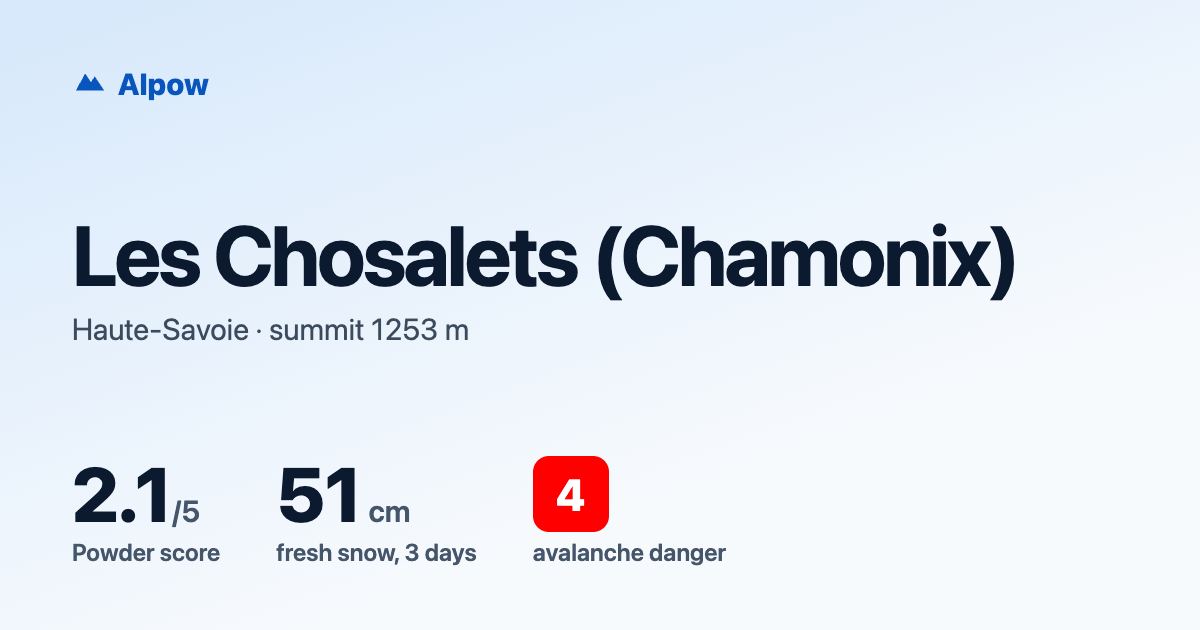 Alpow
Les Chosalets (Chamonix)
Haute-Savoie · summit 1253 m
2.1/5
Powder score
51 cm
fresh snow, 3 days
4
avalanche danger